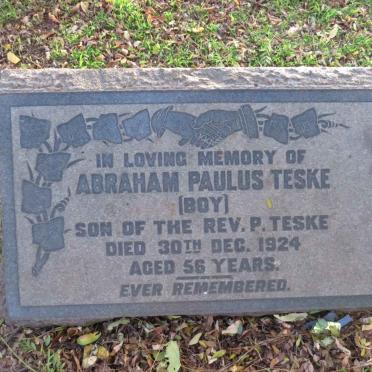 IN LOVING MEMORY OF
ABRAHAM PAULUS TESKE
(BOY)
SON OF THE REV. P. TESKE
DIED 30TH DEC. 1924
AGED 56 YEARS.
EVER REMEMBERED.